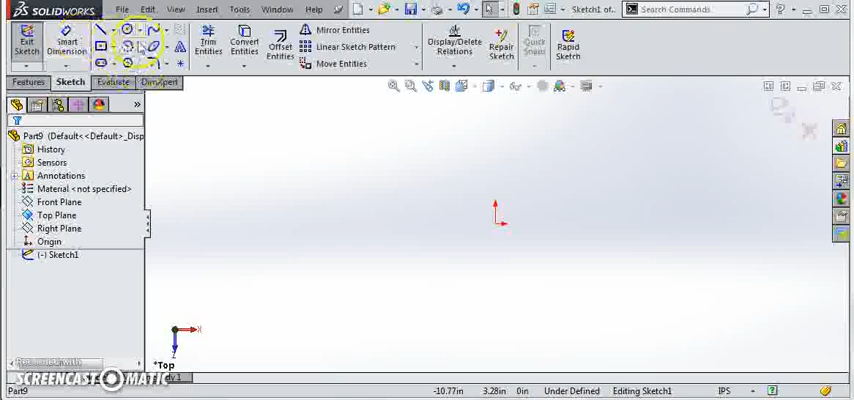 SOLIDWORKS File Edit View Insert Tools Window Help Sketch1 of... Search Commands
Exit Sketch
Smart Dimension
Trim Entities
Convert Entities
Offset Entities
Mirror Entities
Linear Sketch Pattern
Move Entities
Display/Delete Relations
Repair Sketch
Quick Snaps
Rapid Sketch
Features Sketch Evaluate DimXpert
Part9 (Default<<Default>_Disp
History
Sensors
Annotations
Material <not specified>
Front Plane
Top Plane
Right Plane
Origin
(-) Sketch1
X
Z
*Top
Recorded with
SCREENCAST-O-MATIC
Part9 -10.77in 3.28in 0in Under Defined Editing Sketch1 IPS